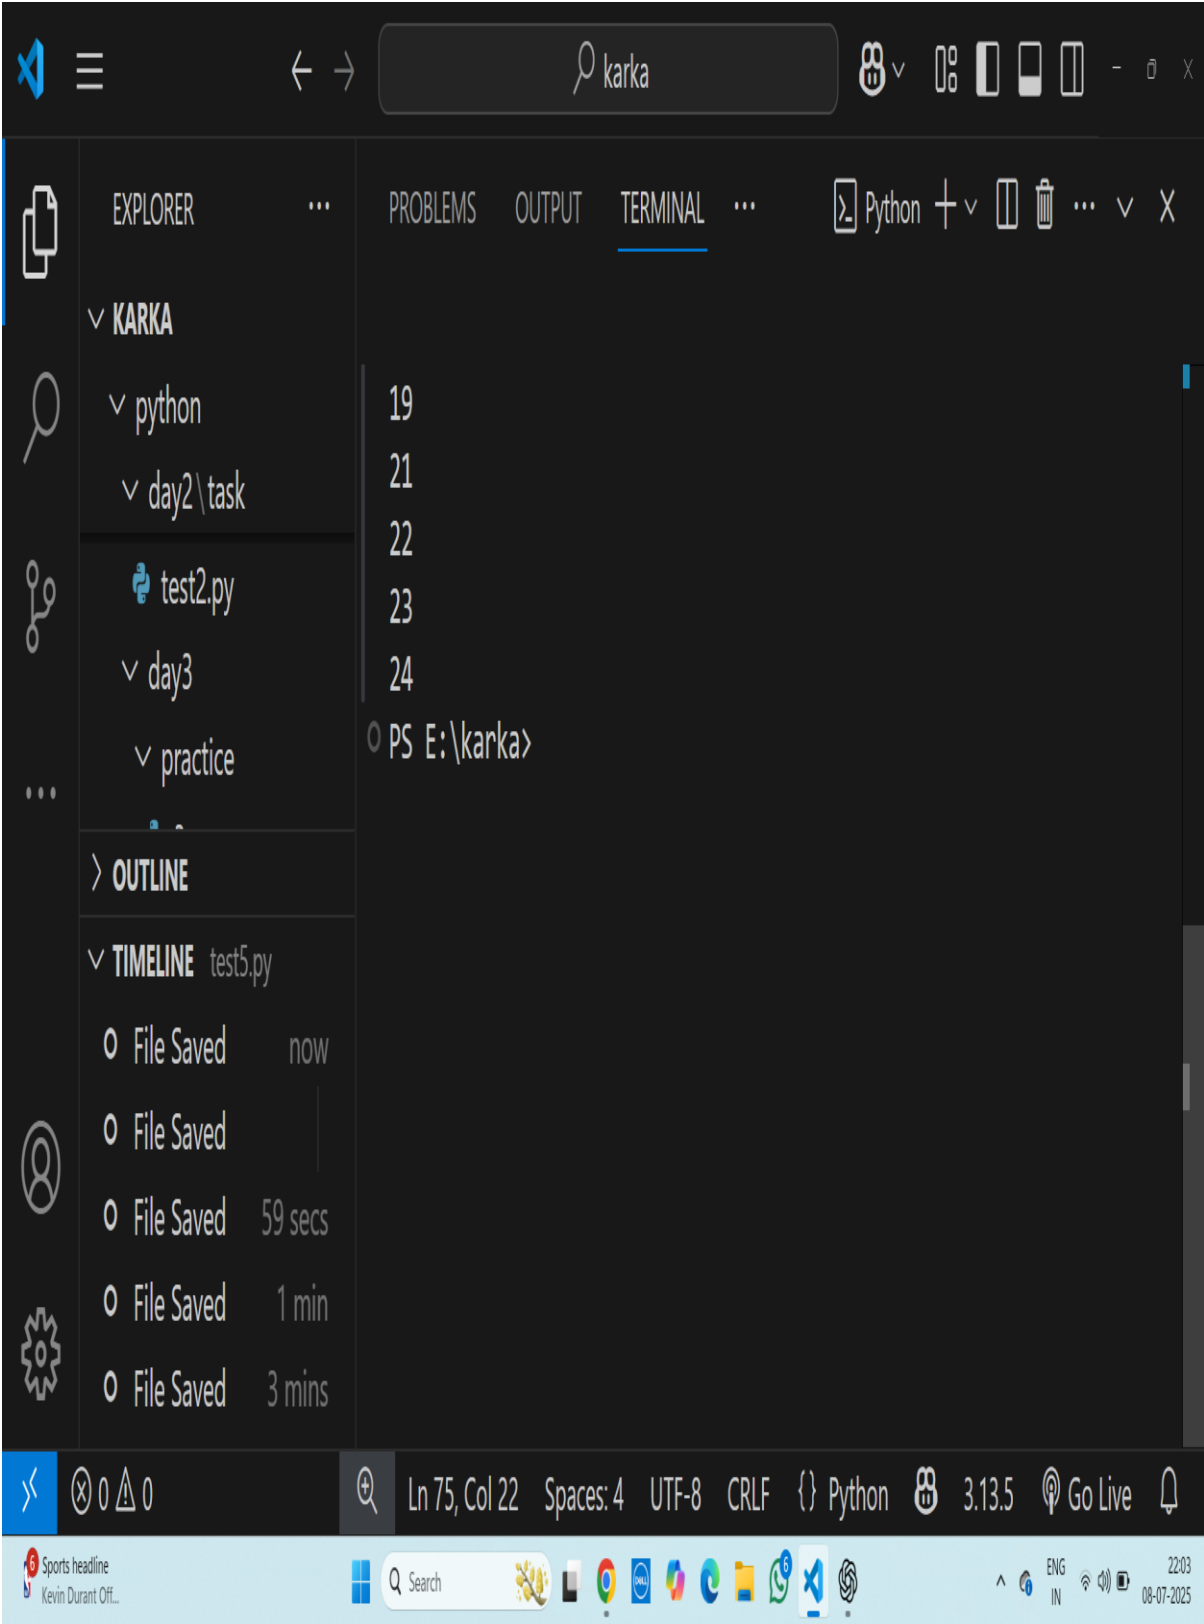 karka
EXPLORER
KARKA
python
day2\task
test2.py
day3
practice
OUTLINE
TIMELINE test5.py
File Saved now
File Saved
File Saved 59 secs
File Saved 1 min
File Saved 3 mins
PROBLEMS OUTPUT TERMINAL
Python
19
21
22
23
24
PS E:\karka>
0 0
Ln 75, Col 22 Spaces: 4 UTF-8 CRLF {} Python 3.13.5 Go Live
6
Sports headline
Kevin Durant Off...
Search
DELL
6
ENG
IN
22:03
08-07-2025